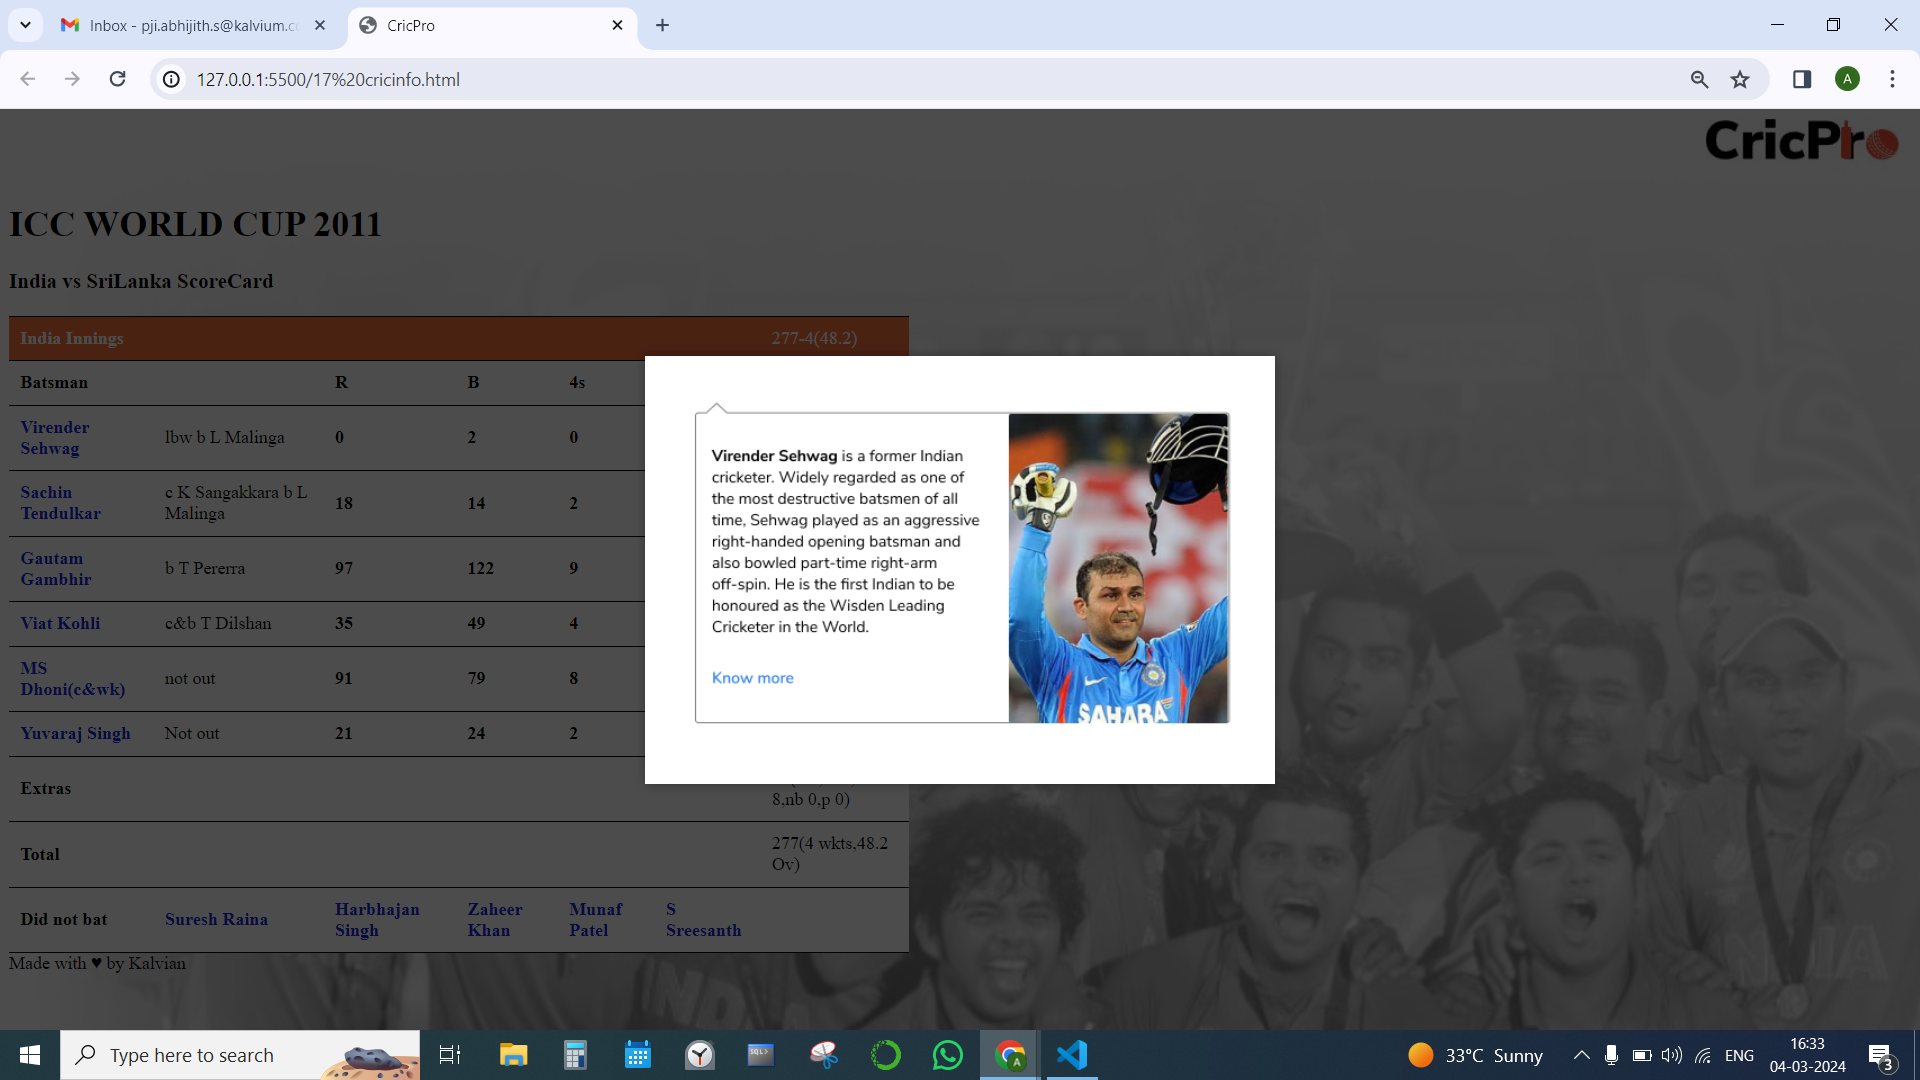 Inbox - pji.abhijith.s@kalvium.c
CricPro
127.0.0.1:5500/17%20cricinfo.html
A
CricPro
ICC WORLD CUP 2011
India vs SriLanka ScoreCard
India Innings 277-4(48.2)
Batsman R B 4s
Virender Sehwag lbw b L Malinga 0 2 0
Sachin Tendulkar c K Sangakkara b L Malinga 18 14 2
Gautam Gambhir b T Pererra 97 122 9
Viat Kohli c&b T Dilshan 35 49 4
MS Dhoni(c&wk) not out 91 79 8
Yuvaraj Singh Not out 21 24 2
Extras
8,nb 0,p 0)
Total 277(4 wkts,48.2 Ov)
Did not bat Suresh Raina Harbhajan Singh Zaheer Khan Munaf Patel S Sreesanth
Made with ♥ by Kalvian
Virender Sehwag is a former Indian
cricketer. Widely regarded as one of
the most destructive batsmen of all
time, Sehwag played as an aggressive
right-handed opening batsman and
also bowled part-time right-arm
off-spin. He is the first Indian to be
honoured as the Wisden Leading
Cricketer in the World.
Know more
SAHARA
INDIA
Type here to search
SQL>
A
33°C Sunny
ENG
16:33
04-03-2024
3